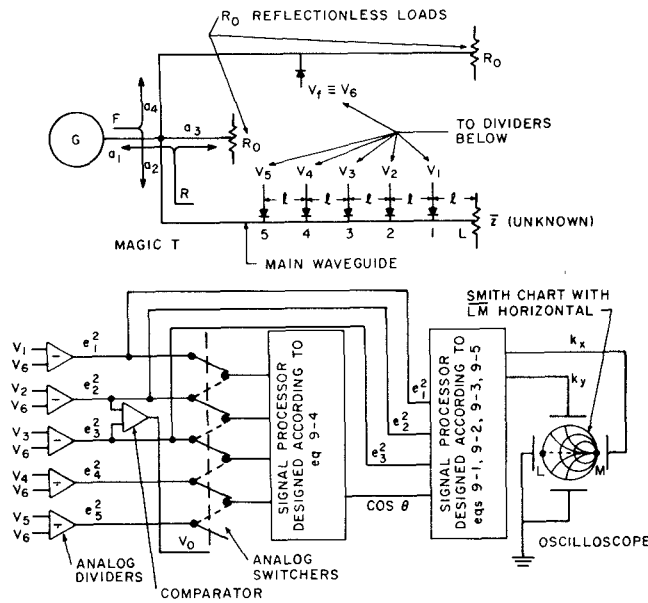 R₀ REFLECTIONLESS LOADS
R₀
V_f ≡ V₆
G
F
a₄
a₃
a₁
a₂
R₀
R
TO DIVIDERS
BELOW
V₅ V₄ V₃ V₂ V₁
l l l l l
5 4 3 2 1 L
z̄ (UNKNOWN)
MAGIC T
MAIN WAVEGUIDE
SMITH CHART WITH
L̅M̅ HORIZONTAL
V₁
V₆
−
e₁²
V₂
V₆
−
e₂²
V₃
V₆
−
e₃²
V₄
V₆
e₄²
V₅
V₆
e₅²
V₀
ANALOG
DIVIDERS
COMPARATOR
ANALOG
SWITCHERS
SIGNAL PROCESSOR
DESIGNED ACCORDING TO
eq 9-4
COS θ
e₁²
e₂²
e₃²
SIGNAL PROCESSOR
DESIGNED ACCORDING TO
eqs 9-1, 9-2, 9-3, 9-5
k_x
k_y
L M
OSCILLOSCOPE